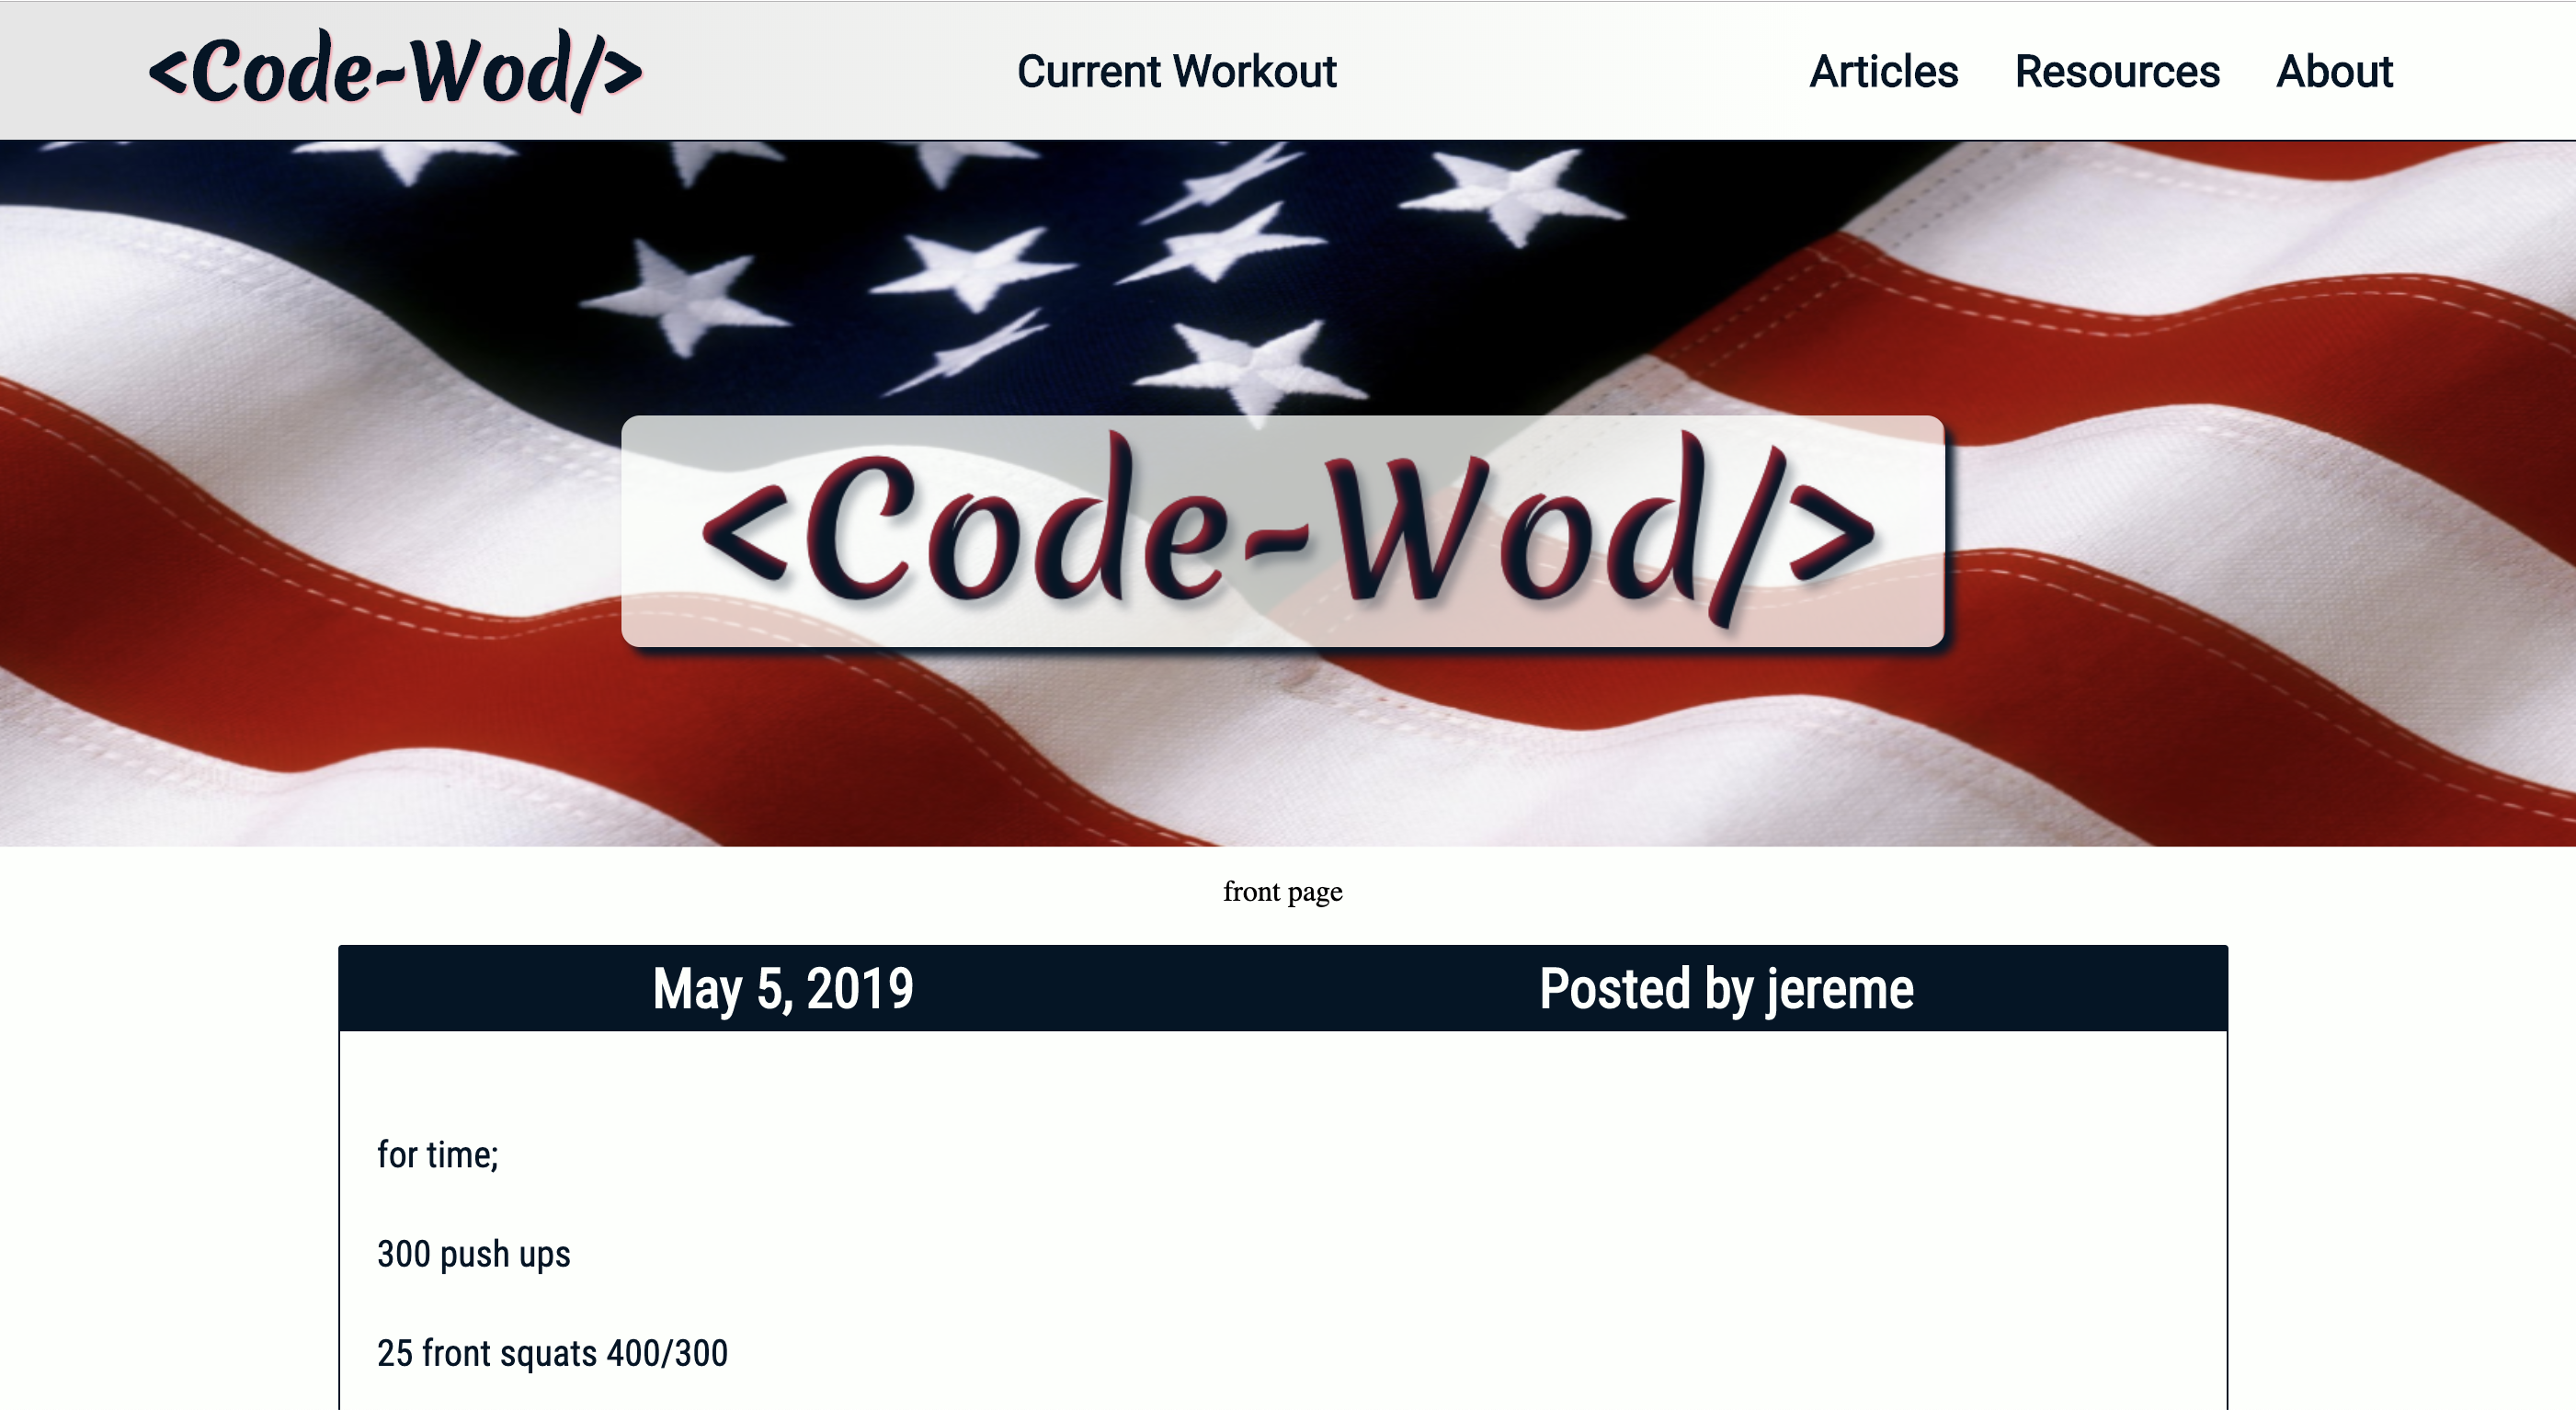 <Code-Wod/> Current Workout Articles Resources About
<Code-Wod/>
front page
May 5, 2019 Posted by jereme
for time;
300 push ups
25 front squats 400/300